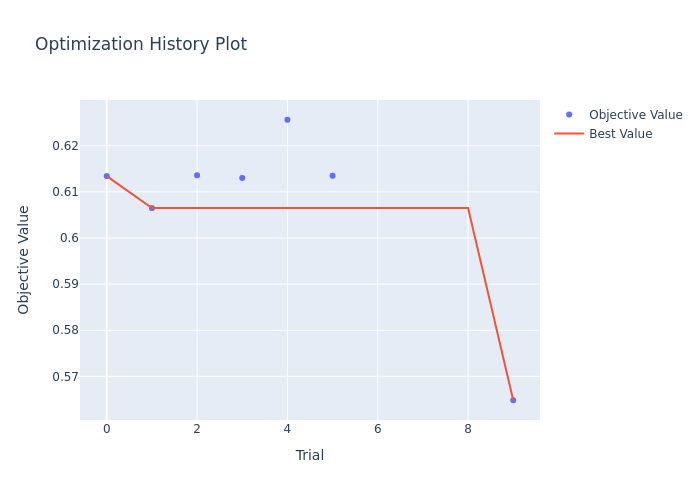 Optimization History Plot
Objective Value
Best Value
0.62
0.61
0.6
0.59
0.58
0.57
Objective Value
0
2
4
6
8
Trial